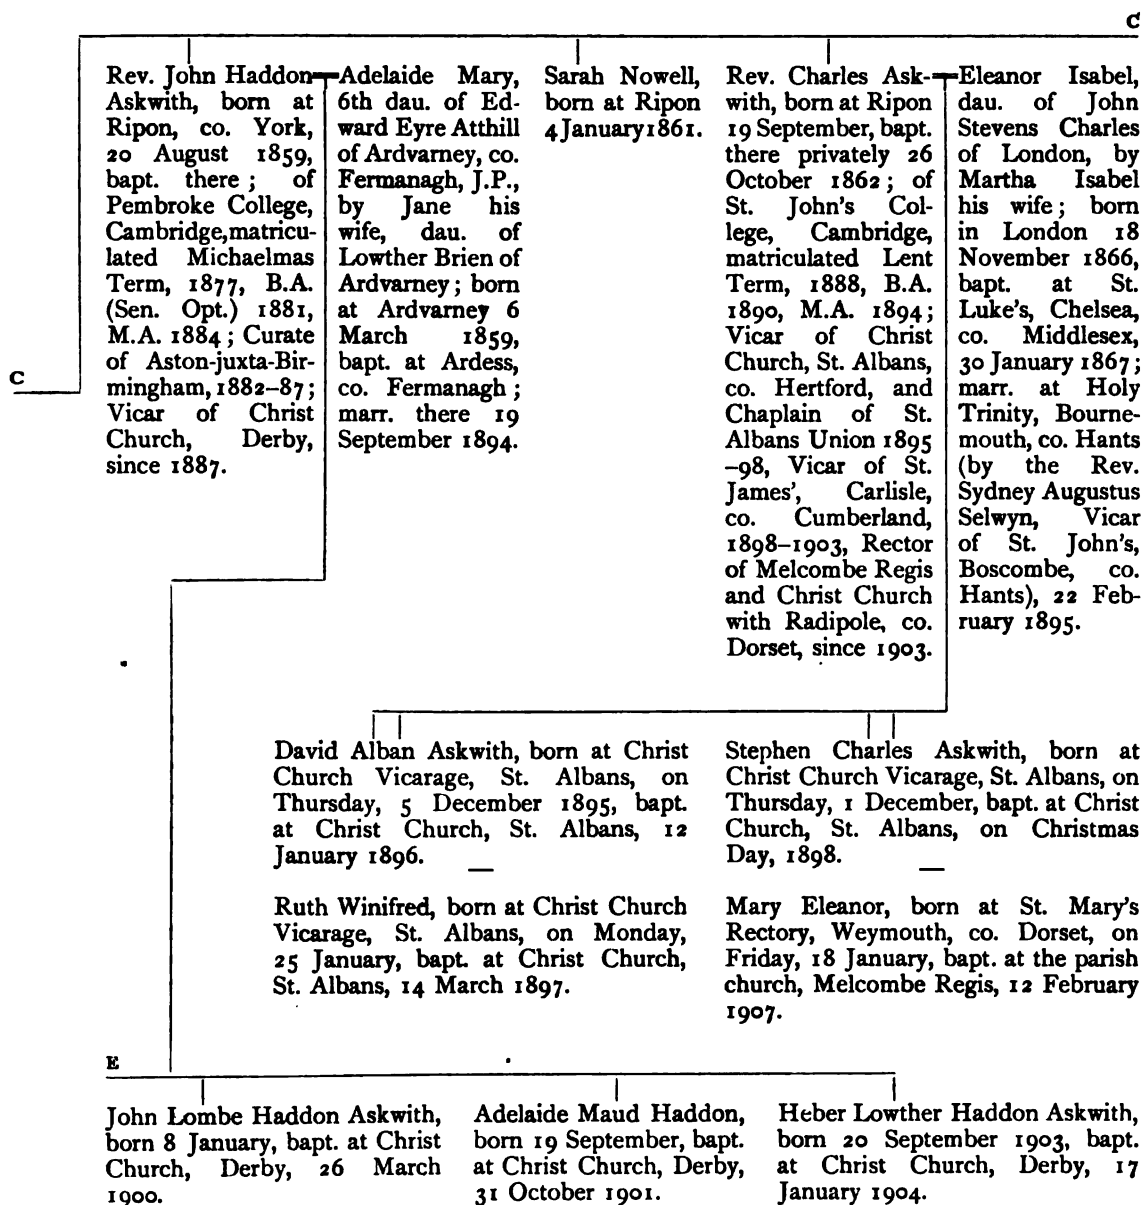 C
Rev. John Haddon
Askwith, born at
Ripon, co. York,
20 August 1859,
bapt. there; of
Pembroke College,
Cambridge, matricu-
lated Michaelmas
Term, 1877, B.A.
(Sen. Opt.) 1881,
M.A. 1884; Curate
of Aston-juxta-Bir-
mingham, 1882–87;
Vicar of Christ
Church, Derby,
since 1887.
Adelaide Mary,
6th dau. of Ed-
ward Eyre Atthill
of Ardvarney, co.
Fermanagh, J.P.,
by Jane his
wife, dau. of
Lowther Brien of
Ardvarney; born
at Ardvarney 6
March 1859,
bapt. at Ardess,
co. Fermanagh;
marr. there 19
September 1894.
Sarah Nowell,
born at Ripon
4 January 1861.
Rev. Charles Ask-
with, born at Ripon
19 September, bapt.
there privately 26
October 1862; of
St. John's Col-
lege, Cambridge,
matriculated Lent
Term, 1888, B.A.
1890, M.A. 1894;
Vicar of Christ
Church, St. Albans,
co. Hertford, and
Chaplain of St.
Albans Union 1895
–98, Vicar of St.
James', Carlisle,
co. Cumberland,
1898–1903, Rector
of Melcombe Regis
and Christ Church
with Radipole, co.
Dorset, since 1903.
Eleanor Isabel,
dau. of John
Stevens Charles
of London, by
Martha Isabel
his wife; born
in London 18
November 1866,
bapt. at St.
Luke's, Chelsea,
co. Middlesex,
30 January 1867;
marr. at Holy
Trinity, Bourne-
mouth, co. Hants
(by the Rev.
Sydney Augustus
Selwyn, Vicar
of St. John's,
Boscombe, co.
Hants), 22 Feb-
ruary 1895.
C
David Alban Askwith, born at Christ
Church Vicarage, St. Albans, on
Thursday, 5 December 1895, bapt.
at Christ Church, St. Albans, 12
January 1896.
Ruth Winifred, born at Christ Church
Vicarage, St. Albans, on Monday,
25 January, bapt. at Christ Church,
St. Albans, 14 March 1897.
Stephen Charles Askwith, born at
Christ Church Vicarage, St. Albans, on
Thursday, 1 December, bapt. at Christ
Church, St. Albans, on Christmas
Day, 1898.
Mary Eleanor, born at St. Mary's
Rectory, Weymouth, co. Dorset, on
Friday, 18 January, bapt. at the parish
church, Melcombe Regis, 12 February
1907.
E
John Lombe Haddon Askwith,
born 8 January, bapt. at Christ
Church, Derby, 26 March
1900.
Adelaide Maud Haddon,
born 19 September, bapt.
at Christ Church, Derby,
31 October 1901.
Heber Lowther Haddon Askwith,
born 20 September 1903, bapt.
at Christ Church, Derby, 17
January 1904.